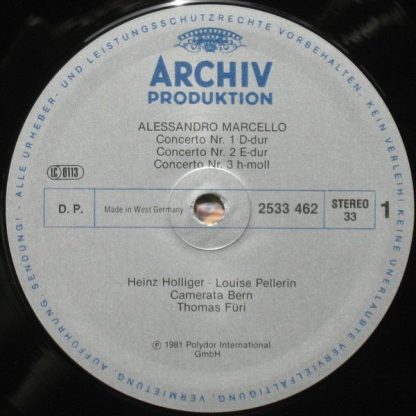 ALLE URHEBER- UND LEISTUNGSSCHUTZRECHTE VORBEHALTEN. KEIN VERLEIH! KEINE UNERLAUBTE VERVIELFÄLTIGUNG, VERMIETUNG, AUFFÜHRUNG, SENDUNG!
ARCHIV
PRODUKTION
ALESSANDRO MARCELLO
Concerto Nr. 1 D-dur
Concerto Nr. 2 E-dur
Concerto Nr. 3 h-moll
LC 0113
D. P. Made in West Germany 2533 462 STEREO 33 1
Heinz Holliger · Louise Pellerin
Camerata Bern
Thomas Füri
℗ 1981 Polydor International
GmbH